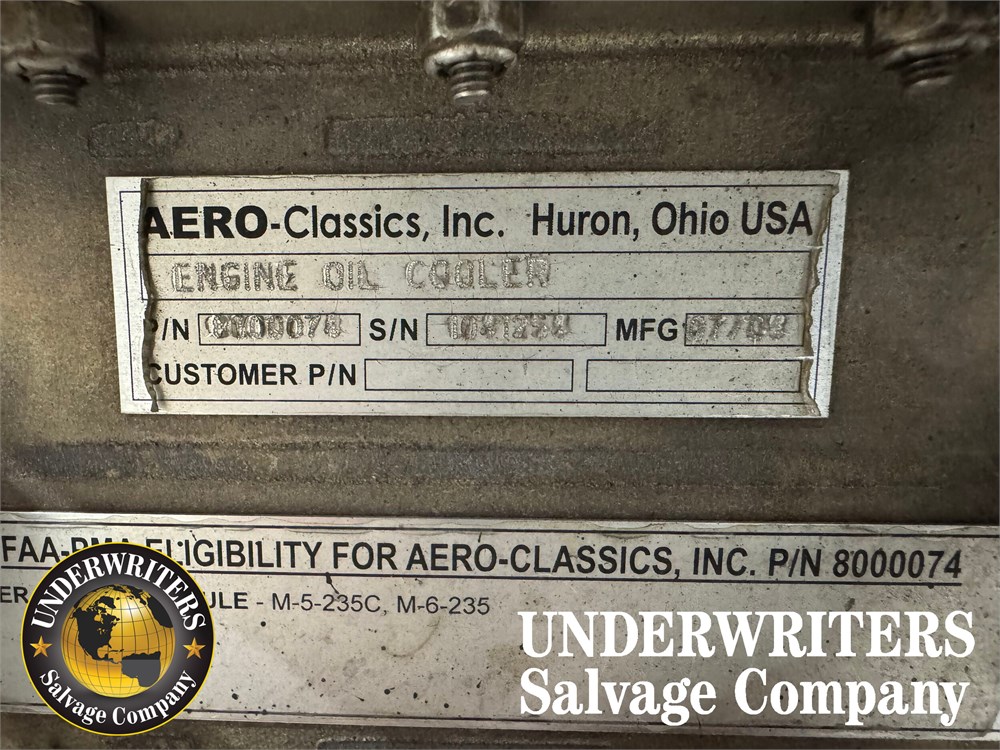 AERO-Classics, Inc. Huron, Ohio USA
ENGINE OIL COOLER
P/N 8000074 S/N MFG
CUSTOMER P/N
FAA-PMA ELIGIBILITY FOR AERO-CLASSICS, INC. P/N 8000074
M-5-235C, M-6-235
UNDERWRITERS
Salvage Company
UNDERWRITERS
Salvage Company